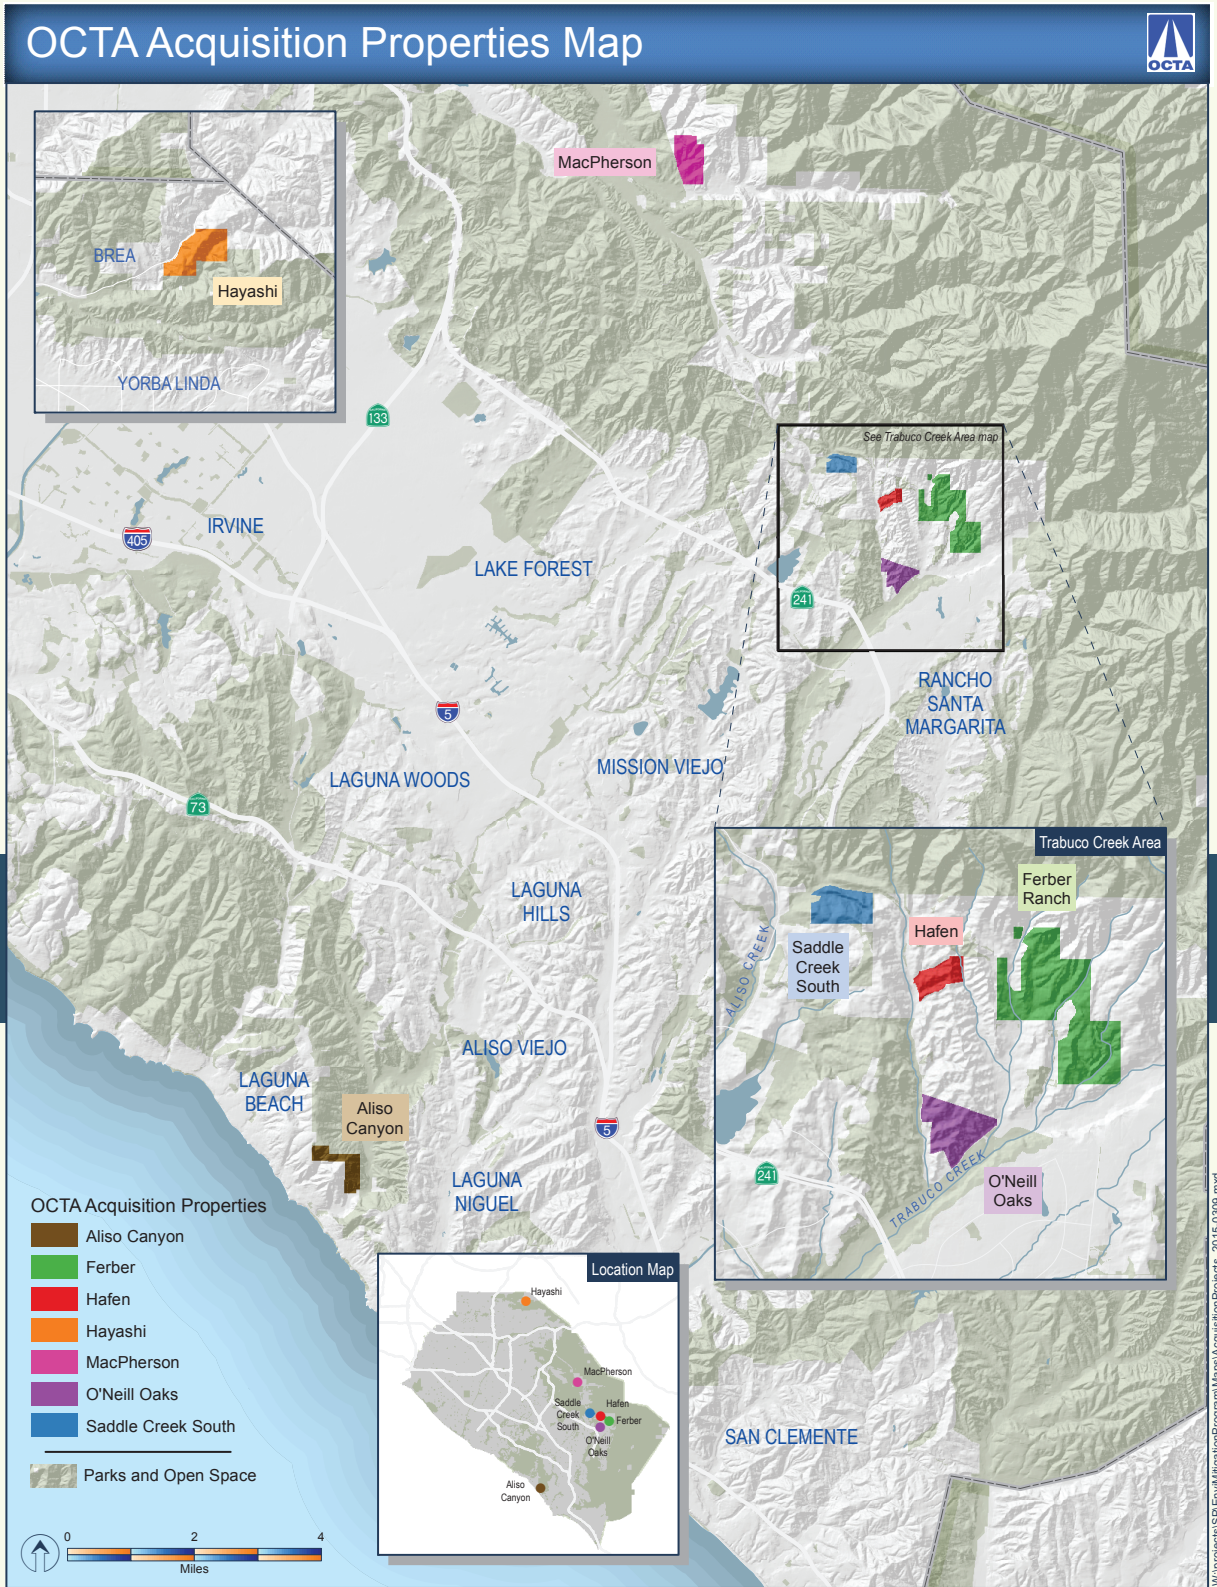 OCTA Acquisition Properties Map
OCTA
MacPherson
BREA
Hayashi
YORBA LINDA
133
See Trabuco Creek Area map
IRVINE
405
LAKE FOREST
241
RANCHO
SANTA
MARGARITA
5
MISSION VIEJO
LAGUNA WOODS
73
LAGUNA
HILLS
Trabuco Creek Area
Ferber
Ranch
Hafen
Saddle
Creek
South
ALISO CREEK
O'Neill
Oaks
TRABUCO CREEK
241
ALISO VIEJO
LAGUNA
BEACH
Aliso
Canyon
5
LAGUNA
NIGUEL
OCTA Acquisition Properties
Aliso Canyon
Ferber
Hafen
Hayashi
MacPherson
O'Neill Oaks
Saddle Creek South
Parks and Open Space
0 2 4
Miles
Location Map
Hayashi
MacPherson
Saddle
Creek
South
Hafen
Ferber
O'Neill
Oaks
Aliso
Canyon
SAN CLEMENTE